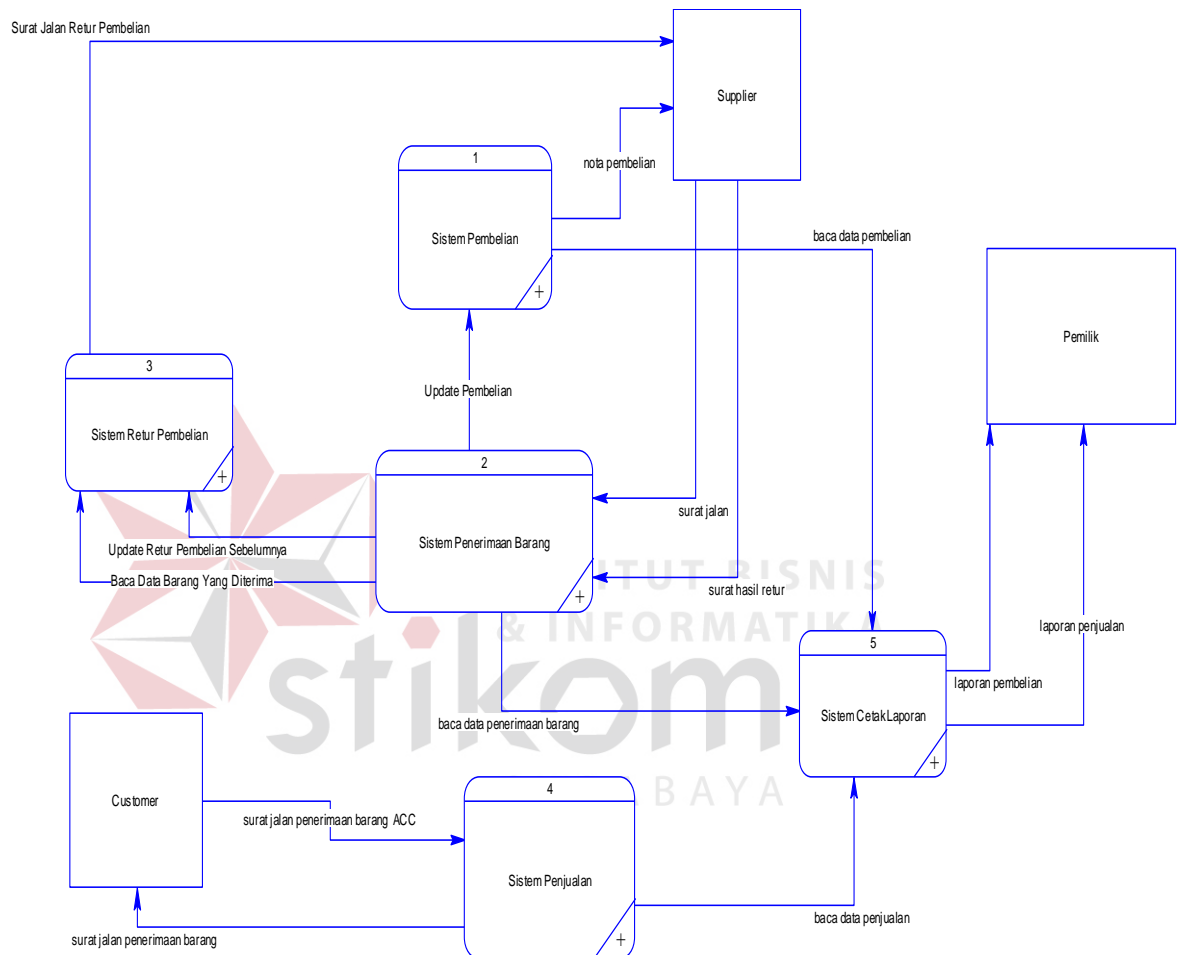 Surat Jalan Retur Pembelian
Supplier
1
nota pembelian
Sistem Pembelian
baca data pembelian
+
Pemilik
3
Update Pembelian
Sistem Retur Pembelian
2
+
surat jalan
Sistem Penerimaan Barang
Update Retur Pembelian Sebelumnya
Baca Data Barang Yang Diterima
TUT BISNIS
surat hasil retur
+
& INFORMATIKA
laporan penjualan
5
stikom
laporan pembelian
Sistem Cetak Laporan
baca data penerimaan barang
+
4
BAYA
Customer
surat jalan penerimaan barang ACC
Sistem Penjualan
baca data penjualan
surat jalan penerimaan barang
+